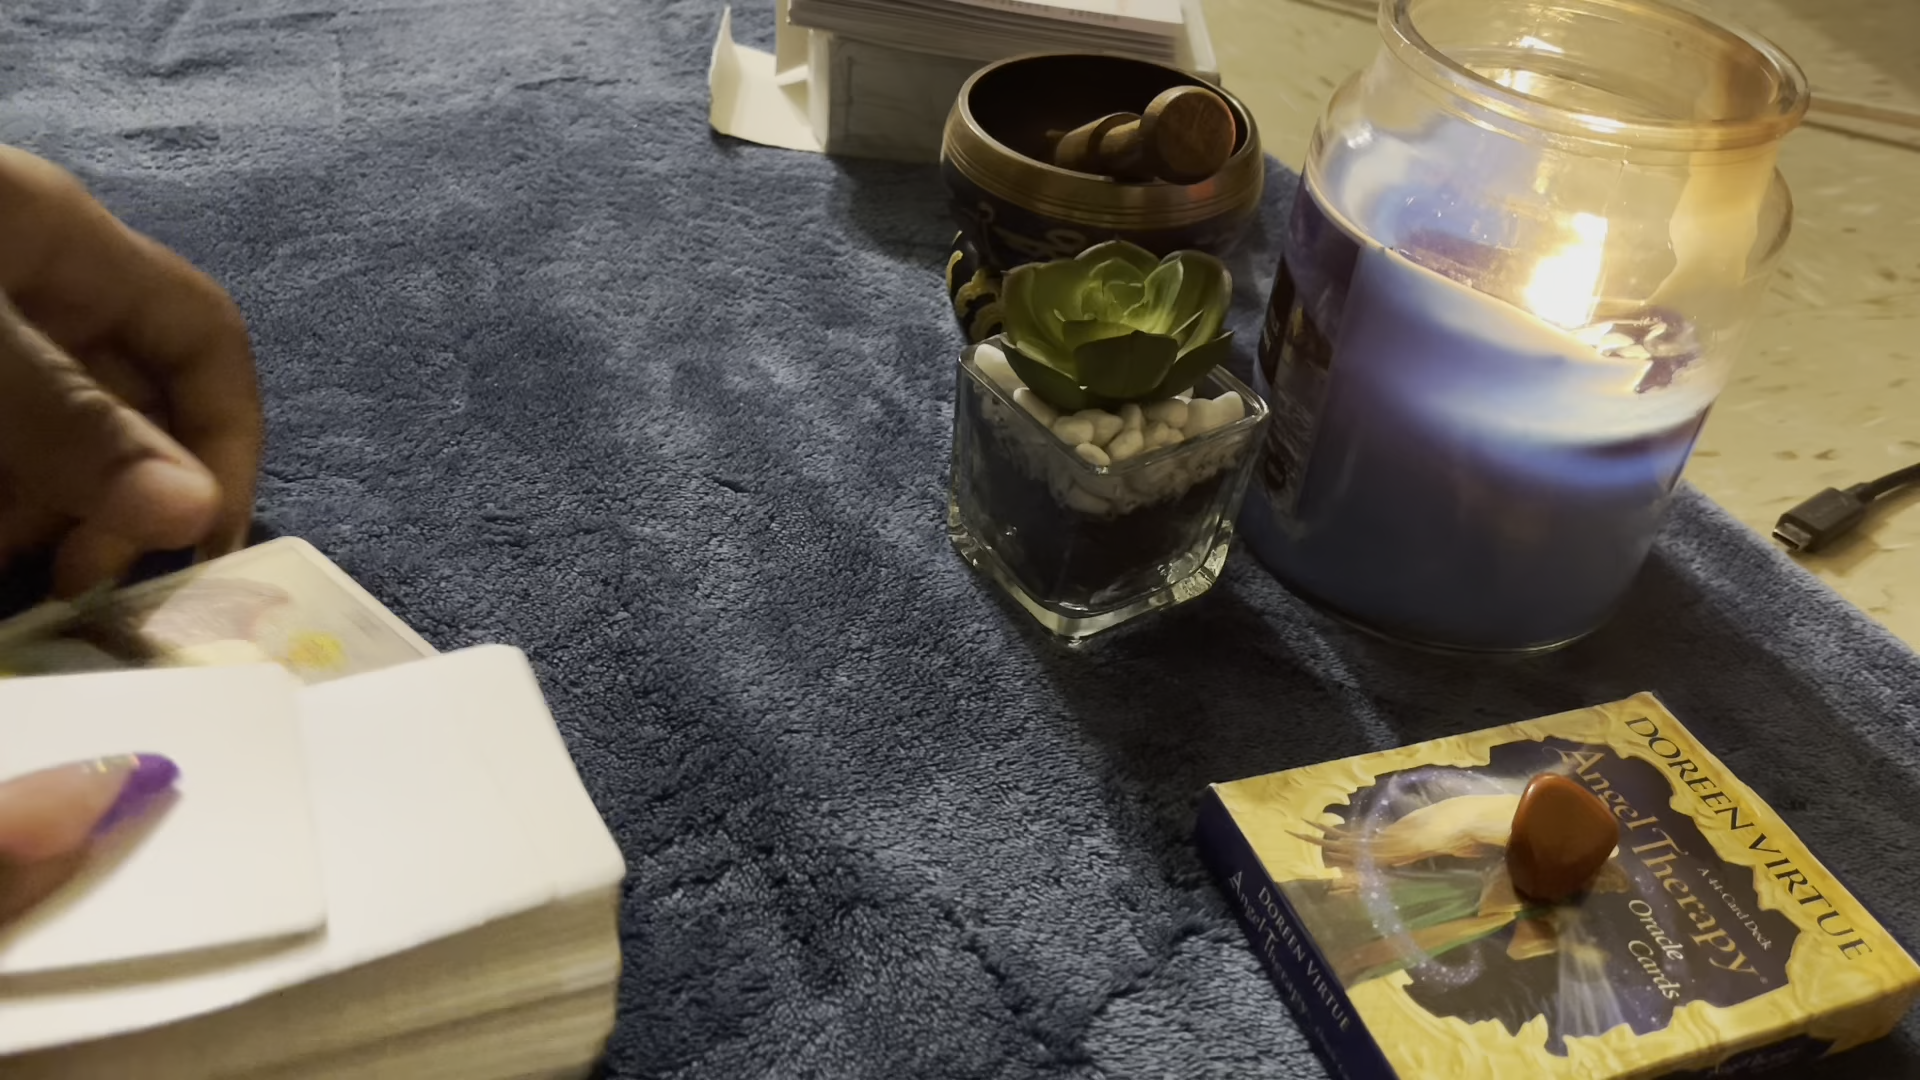 DOREEN VIRTUE
Angel Therapy®
A 44-Card Deck
Oracle
Cards
DOREEN VIRTUE
Angel Therapy